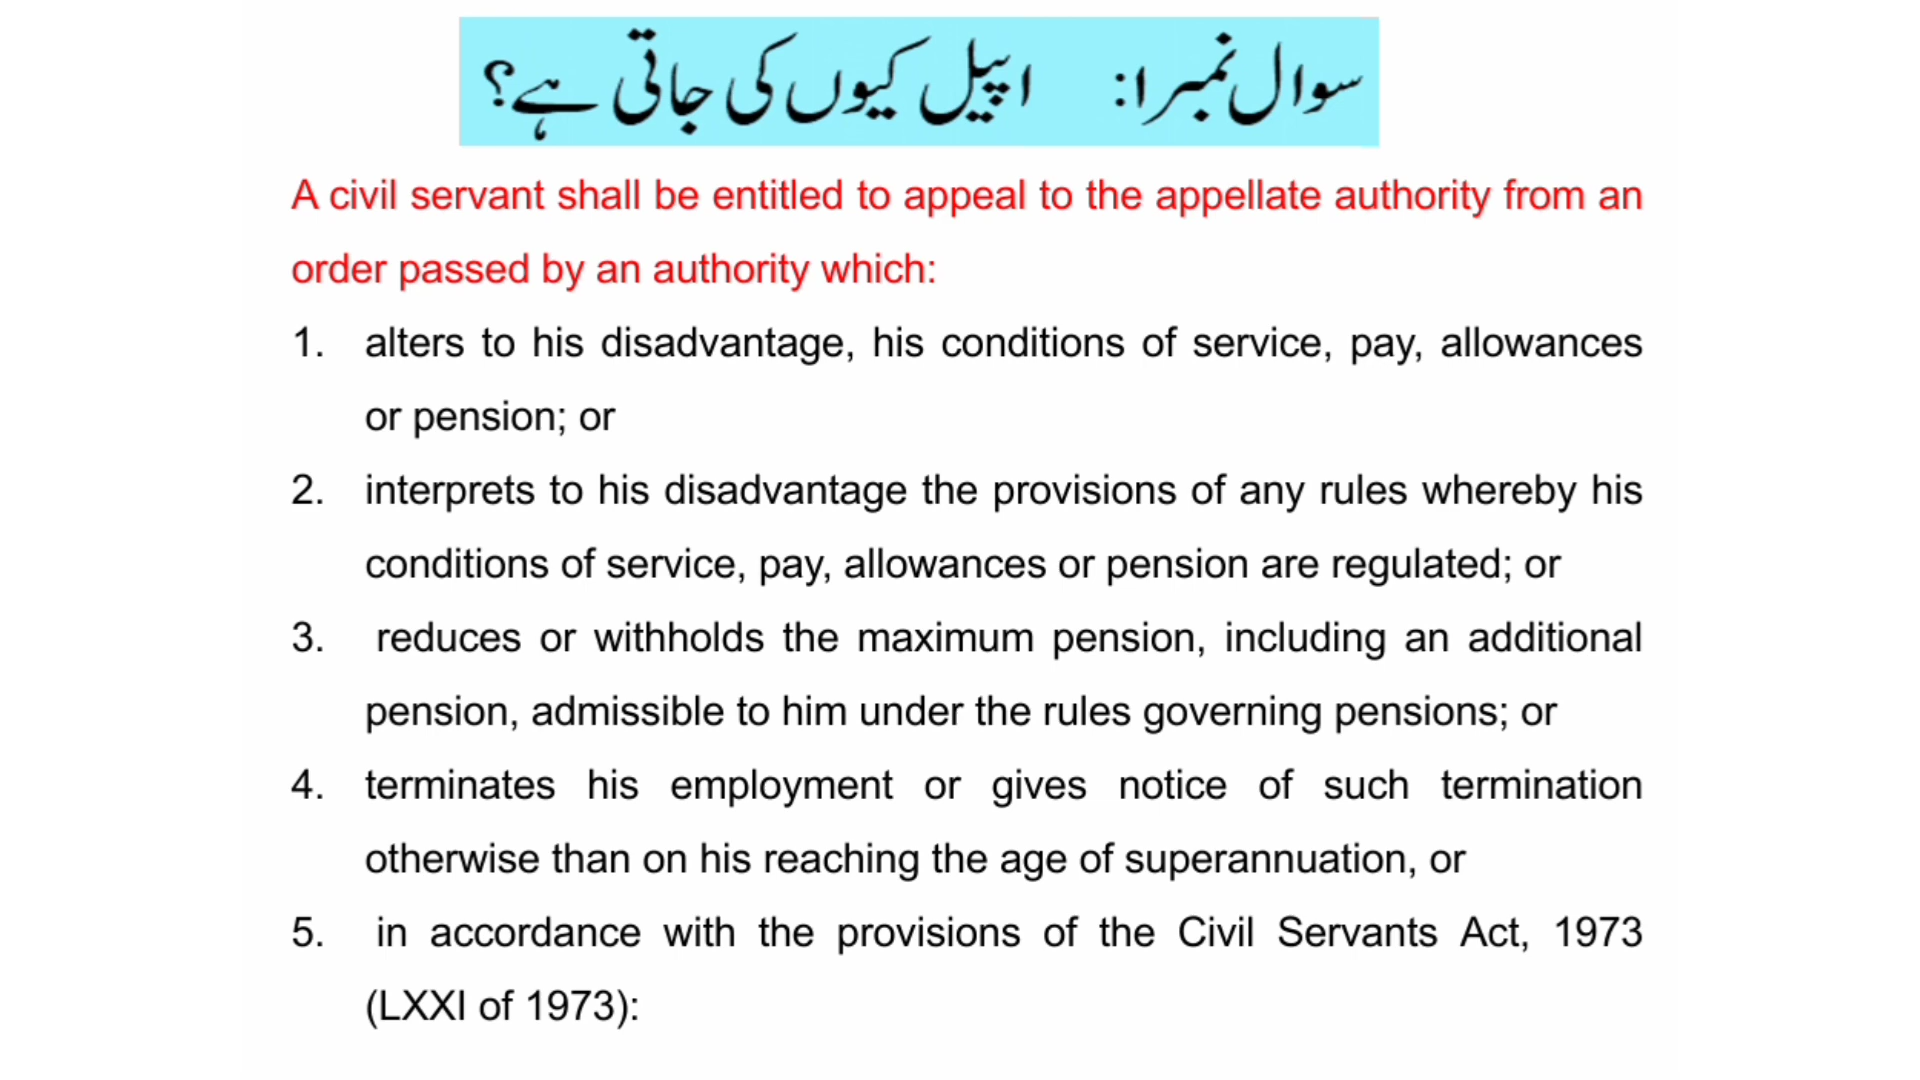 سوال نمبر ۱: اپیل کیوں کی جاتی ہے؟
A civil servant shall be entitled to appeal to the appellate authority from an
order passed by an authority which:
1. alters to his disadvantage, his conditions of service, pay, allowances
or pension; or
2. interprets to his disadvantage the provisions of any rules whereby his
conditions of service, pay, allowances or pension are regulated; or
3. reduces or withholds the maximum pension, including an additional
pension, admissible to him under the rules governing pensions; or
4. terminates his employment or gives notice of such termination
otherwise than on his reaching the age of superannuation, or
5. in accordance with the provisions of the Civil Servants Act, 1973
(LXXI of 1973):